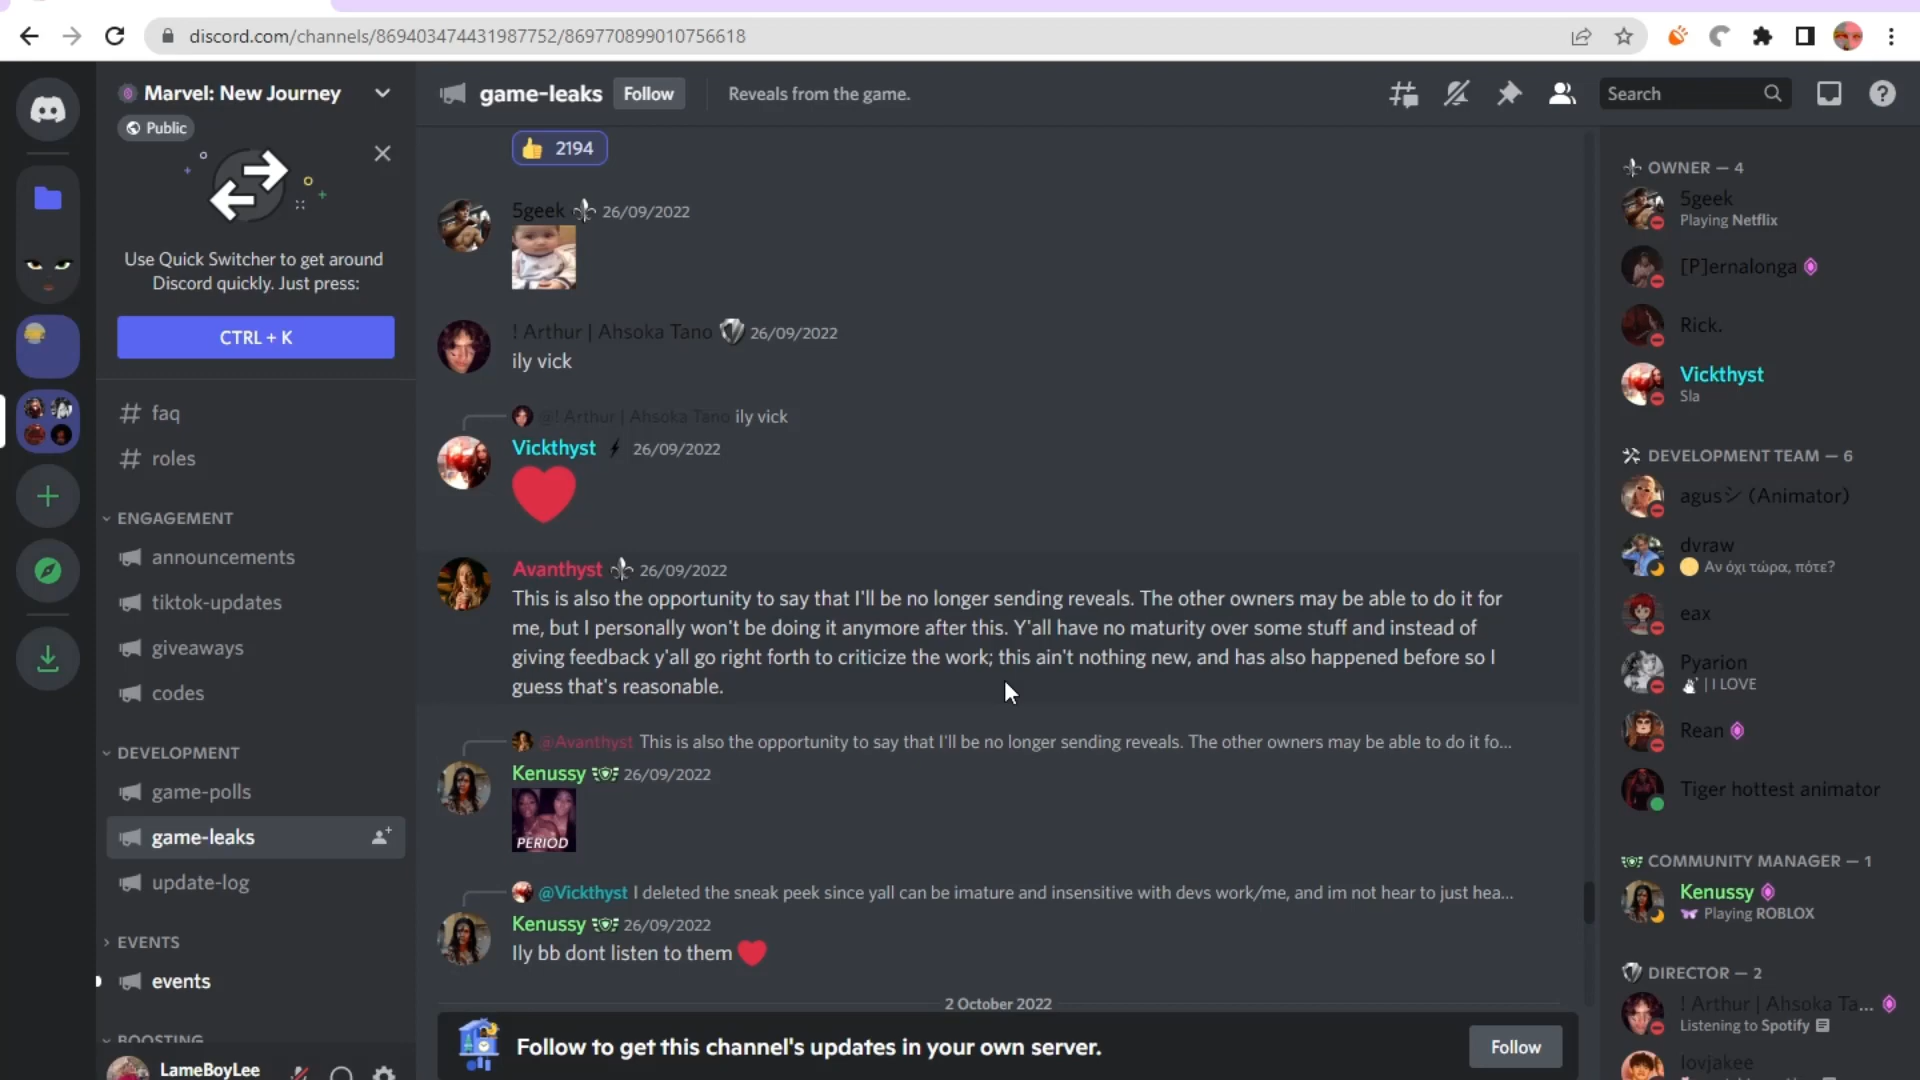 discord.com/channels/869403474431987752/869770899010756618
Marvel: New Journey
Public
Use Quick Switcher to get around
Discord quickly. Just press:
CTRL + K
# faq
# roles
ENGAGEMENT
announcements
tiktok-updates
giveaways
codes
DEVELOPMENT
game-polls
game-leaks
update-log
EVENTS
events
BOOSTING
LameBoyLee
game-leaks Follow Reveals from the game.
Search
2194
5geek 26/09/2022
! Arthur | Ahsoka Tano 26/09/2022
ily vick
@! Arthur | Ahsoka Tano ily vick
Vickthyst 26/09/2022
Avanthyst 26/09/2022
This is also the opportunity to say that I'll be no longer sending reveals. The other owners may be able to do it for
me, but I personally won't be doing it anymore after this. Y'all have no maturity over some stuff and instead of
giving feedback y'all go right forth to criticize the work; this ain't nothing new, and has also happened before so I
guess that's reasonable.
@Avanthyst This is also the opportunity to say that I'll be no longer sending reveals. The other owners may be able to do it fo...
Kenussy 26/09/2022
PERIOD
@Vickthyst I deleted the sneak peek since yall can be imature and insensitive with devs work/me, and im not hear to just hea...
Kenussy 26/09/2022
Ily bb dont listen to them
2 October 2022
Follow to get this channel's updates in your own server.
Follow
OWNER — 4
5geek
Playing Netflix
[P]ernalonga
Rick.
Vickthyst
Sla
DEVELOPMENT TEAM — 6
agusシ (Animator)
dvraw
Αν όχι τώρα, πότε?
eax
Pyarion
| I LOVE
Rean
Tiger hottest animator
COMMUNITY MANAGER — 1
Kenussy
Playing ROBLOX
DIRECTOR — 2
! Arthur | Ahsoka Ta...
Listening to Spotify
lovjakee